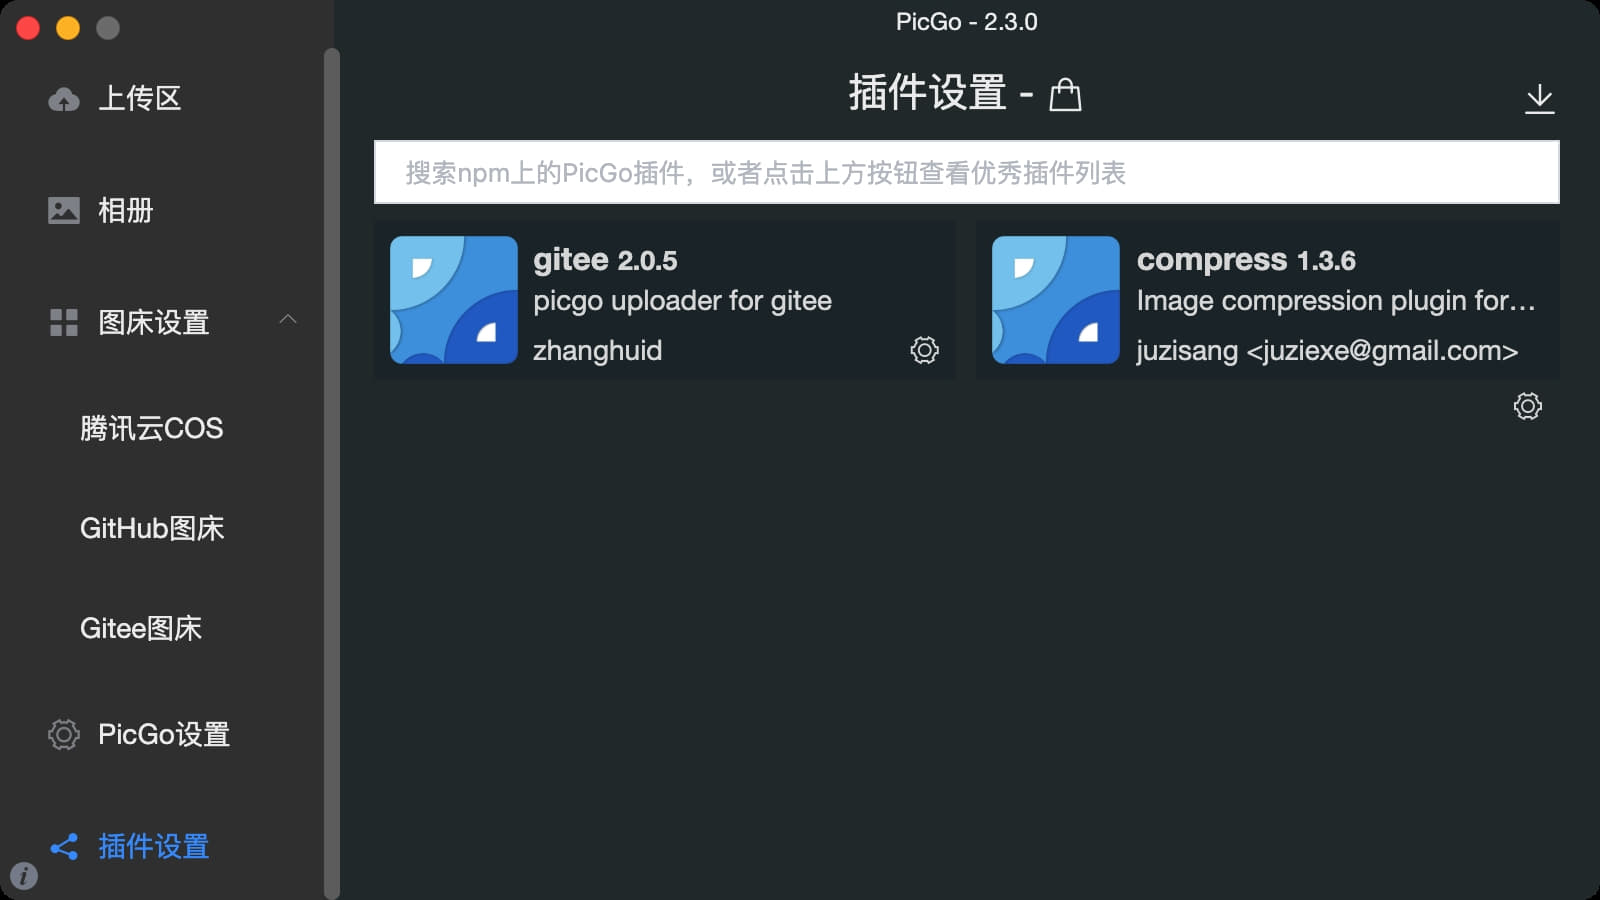 PicGo - 2.3.0
上传区
相册
图床设置
腾讯云COS
GitHub图床
Gitee图床
PicGo设置
插件设置
插件设置 -
搜索npm上的PicGo插件，或者点击上方按钮查看优秀插件列表
gitee 2.0.5
picgo uploader for gitee
zhanghuid
compress 1.3.6
Image compression plugin for...
juzisang <juziexe@gmail.com>